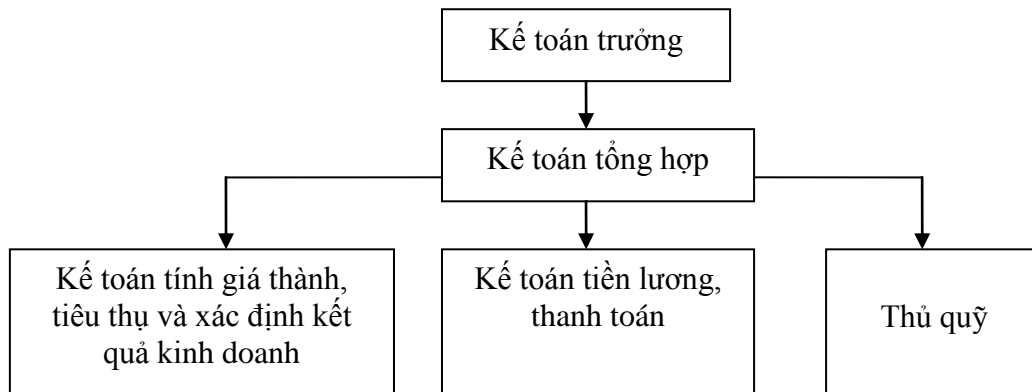 Kế toán trưởng
Kế toán tổng hợp
Kế toán tính giá thành,
tiêu thụ và xác định kết
quả kinh doanh
Kế toán tiền lương,
thanh toán
Thủ quỹ